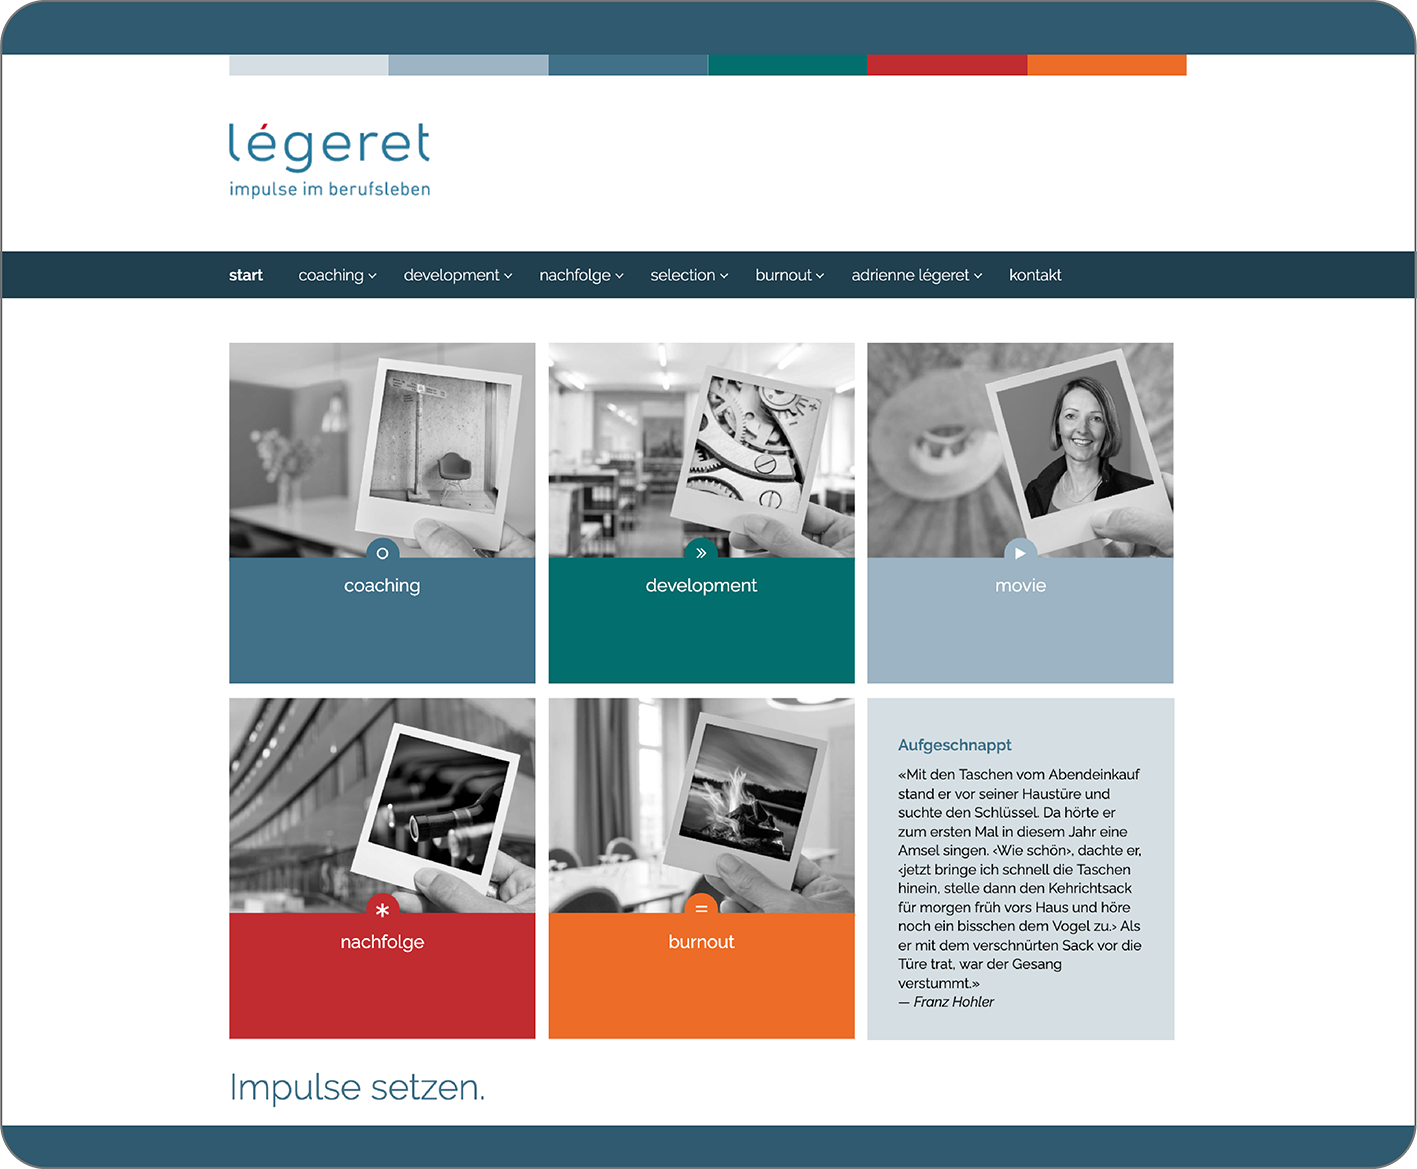 légeret
impulse im berufsleben
start coaching development nachfolge selection burnout adrienne légeret kontakt
coaching
development
movie
nachfolge
burnout
Aufgeschnappt
«Mit den Taschen vom Abendeinkauf
stand er vor seiner Haustüre und
suchte den Schlüssel. Da hörte er
zum ersten Mal in diesem Jahr eine
Amsel singen. ‹Wie schön›, dachte er,
‹jetzt bringe ich schnell die Taschen
hinein, stelle dann den Kehrichtsack
für morgen früh vors Haus und höre
noch ein bisschen dem Vogel zu.› Als
er mit dem verschnürten Sack vor die
Türe trat, war der Gesang
verstummt.»
— Franz Hohler
Impulse setzen.